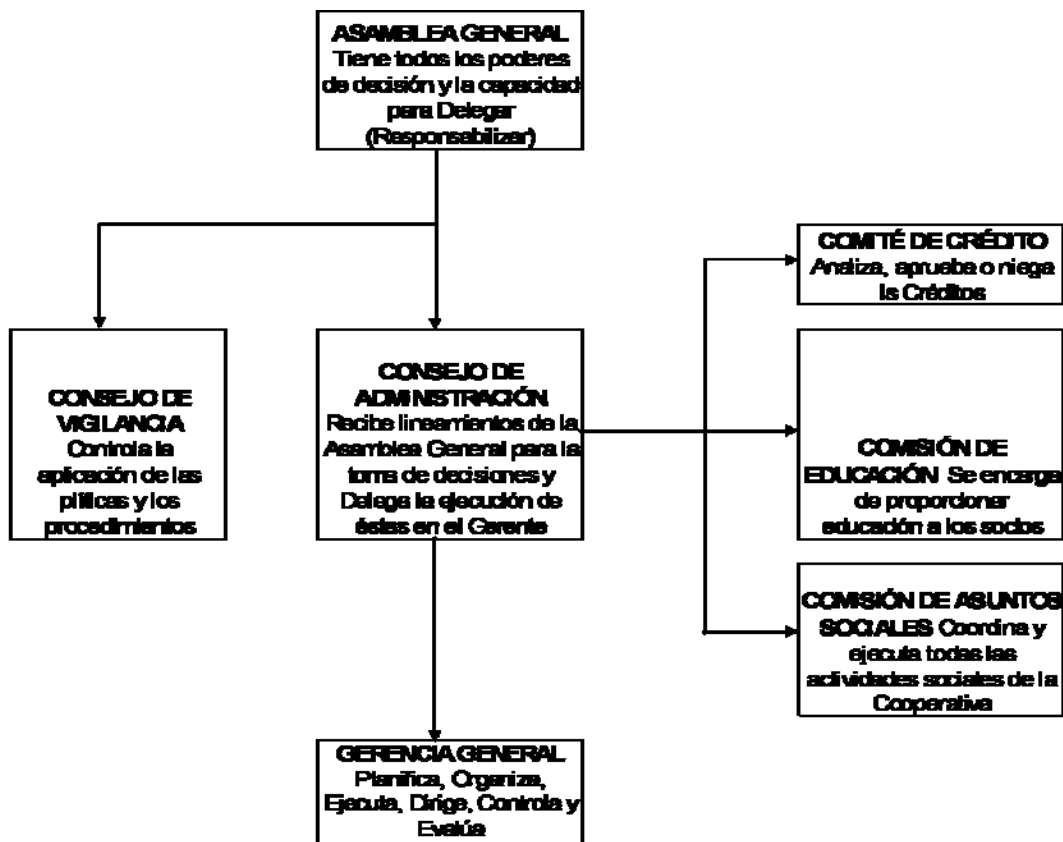 ASAMBLEA GENERAL
Tiene todos los poderes
de decisión y la capacidad
para Delegar
(Responsabilizar)
COMITÉ DE CRÉDITO
Analiza, aprueba o niega
ls Créditos
CONSEJO DE
VIGILANCIA
Controla la
aplicación de las
plíticas y los
procedimientos
CONSEJO DE
ADMINISTRACIÓN
Recibe lineamientos de la
Asamblea General para la
toma de decisiones y
Delega la ejecución de
éstas en el Gerente
COMISIÓN DE
EDUCACIÓN Se encarga
de proporcionar
educación a los socios
COMISIÓN DE ASUNTOS
SOCIALES Coordina y
ejecuta todas las
actividades sociales de la
Cooperativa
GERENCIA GENERAL
Planifica, Organiza,
Ejecuta, Dirige, Controla y
Evalúa